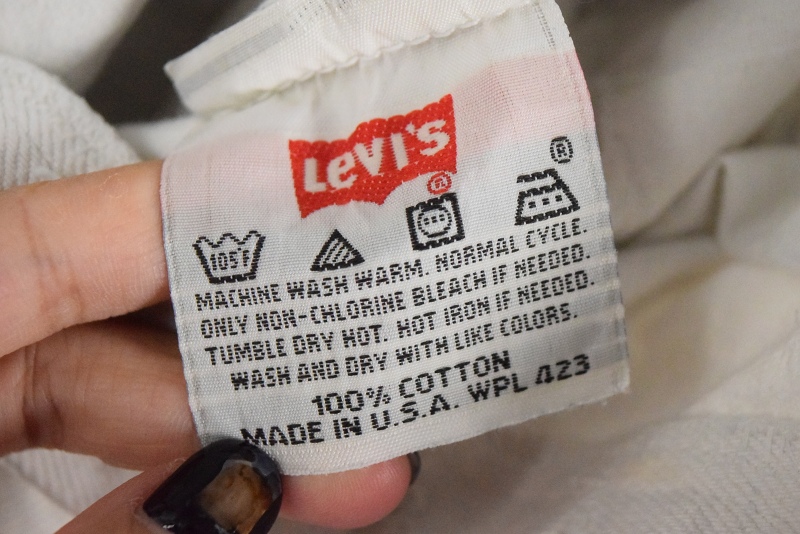 LEVI'S
®
®
105°F
MACHINE WASH WARM. NORMAL CYCLE.
ONLY NON-CHLORINE BLEACH IF NEEDED.
TUMBLE DRY HOT. HOT IRON IF NEEDED.
WASH AND DRY WITH LIKE COLORS.
100% COTTON
MADE IN U.S.A. WPL 423